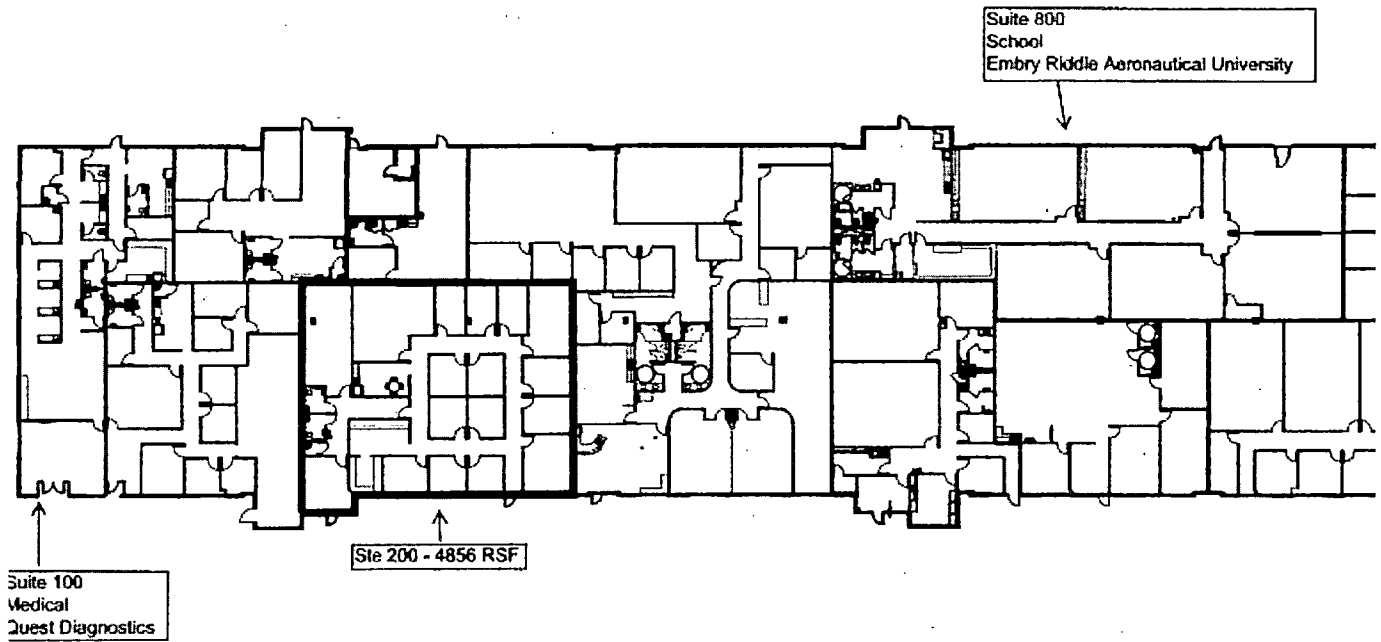 Suite 800
School
Embry Riddle Aeronautical University
Ste 200 - 4856 RSF
Suite 100
Medical
Quest Diagnostics